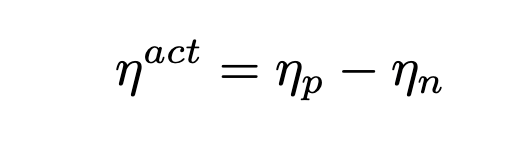 η^{act} = η_p − η_n